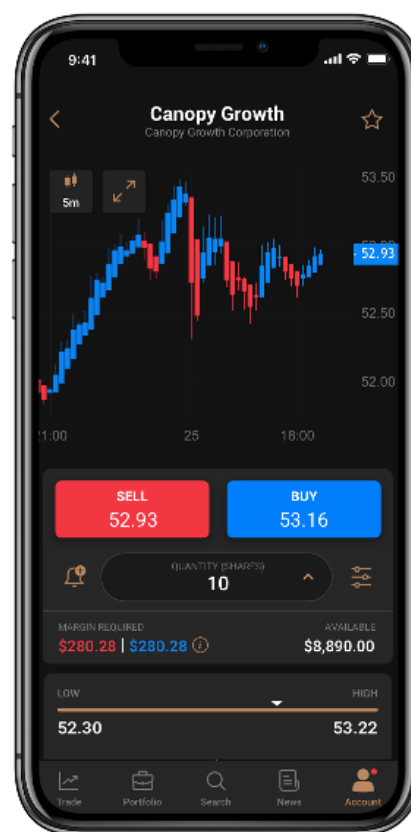 9:41
Canopy Growth
Canopy Growth Corporation
5m
53.50
52.93
52.50
52.00
21:00 25 18:00
SELL BUY
52.93 53.16
QUANTITY (SHARES)
10
MARGIN REQUIRED AVAILABLE
$280.28 | $280.28 $8,890.00
LOW HIGH
52.30 53.22
Trade Portfolio Search News Account